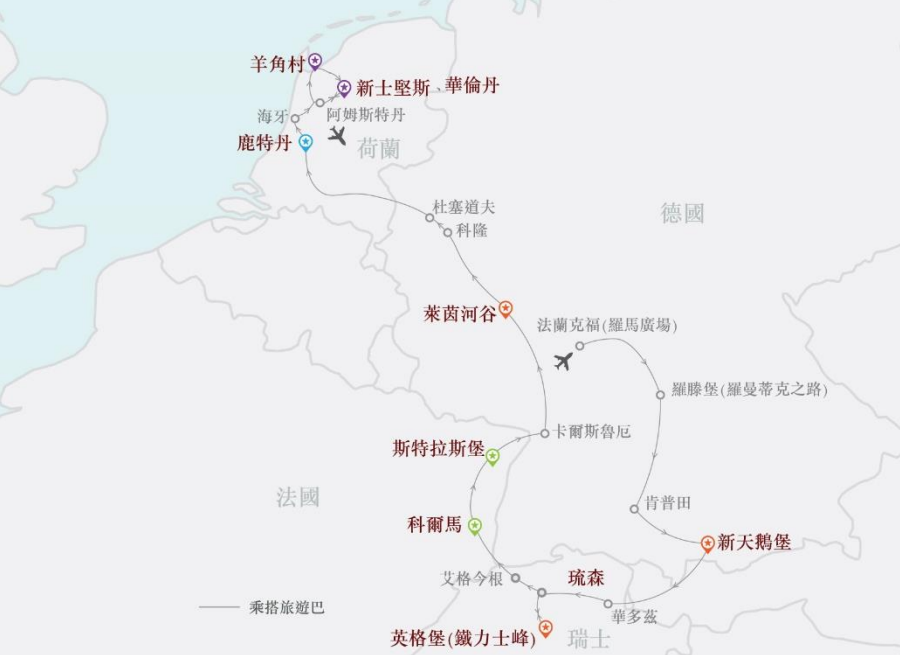 羊角村
新士堅斯、華倫丹
海牙
阿姆斯特丹
鹿特丹
荷蘭
杜塞道夫
德國
科隆
萊茵河谷
法蘭克福(羅馬廣場)
羅滕堡(羅曼蒂克之路)
卡爾斯魯厄
斯特拉斯堡
法國
肯普田
科爾馬
新天鵝堡
艾格今根
琉森
乘搭旅遊巴
華多茲
英格堡(鐵力士峰)
瑞士